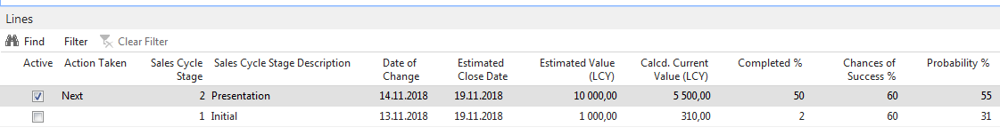 Lines
Find Filter Clear Filter
Active Action Taken Sales Cycle Stage Sales Cycle Stage Description Date of Change Estimated Close Date Estimated Value (LCY) Calcd. Current Value (LCY) Completed % Chances of Success % Probability %
Next 2 Presentation 14.11.2018 19.11.2018 10 000,00 5 500,00 50 60 55
1 Initial 13.11.2018 19.11.2018 1 000,00 310,00 2 60 31